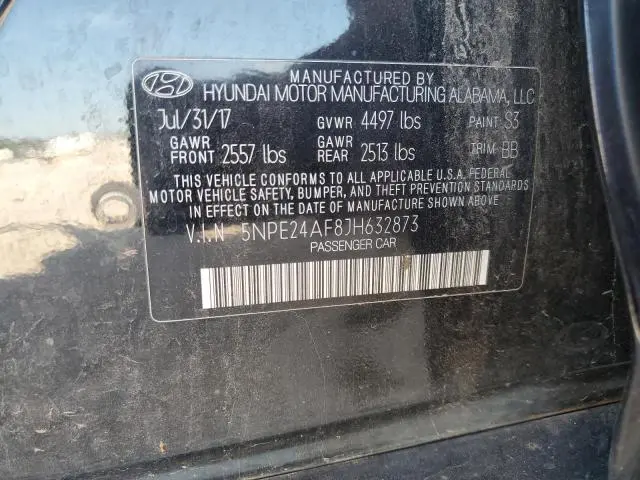 MANUFACTURED BY
HYUNDAI MOTOR MANUFACTURING ALABAMA, LLC
Jul/31/17 GVWR 4497 lbs PAINT S3
GAWR FRONT 2557 lbs GAWR REAR 2513 lbs TRIM BB
THIS VEHICLE CONFORMS TO ALL APPLICABLE U.S.A. FEDERAL
MOTOR VEHICLE SAFETY, BUMPER, AND THEFT PREVENTION STANDARDS
IN EFFECT ON THE DATE OF MANUFACTURE SHOWN ABOVE.
V.I.N 5NPE24AF8JH632873
PASSENGER CAR